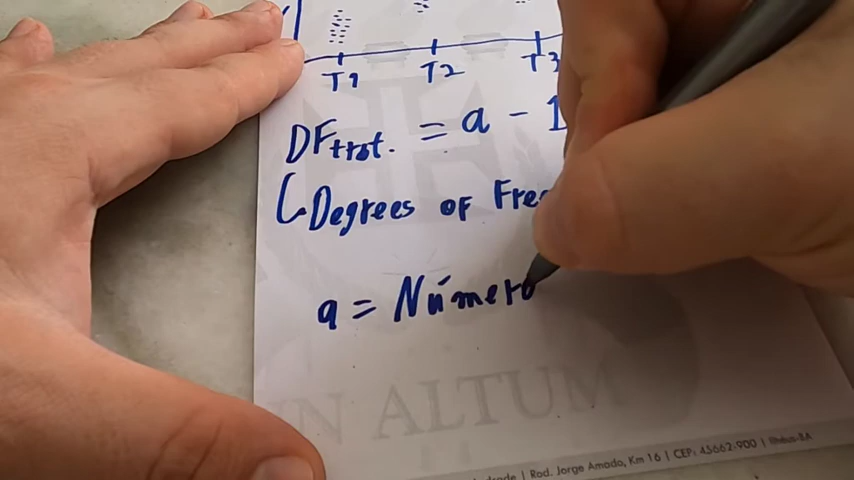 T1 T2 T3
DFtrat. = a - 1
Degrees of Fre
a = Número
IN ALTUM
drade | Rod. Jorge Amado, Km 16 | CEP: 45662-900 | Ilhéus-BA